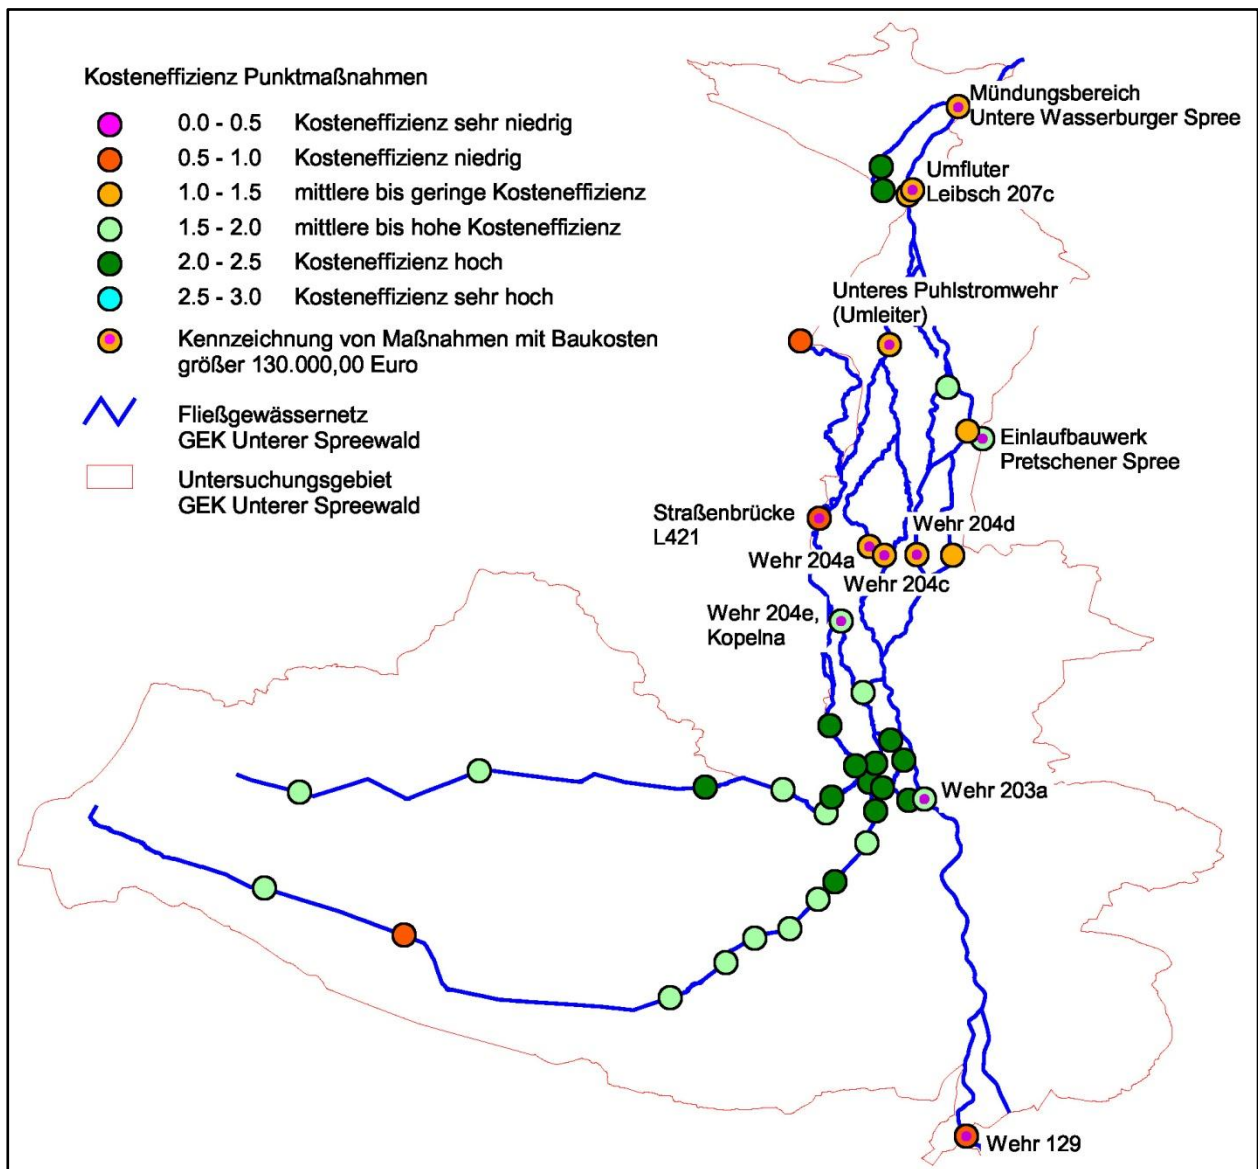 Kosteneffizienz Punktmaßnahmen
0.0 - 0.5 Kosteneffizienz sehr niedrig
0.5 - 1.0 Kosteneffizienz niedrig
1.0 - 1.5 mittlere bis geringe Kosteneffizienz
1.5 - 2.0 mittlere bis hohe Kosteneffizienz
2.0 - 2.5 Kosteneffizienz hoch
2.5 - 3.0 Kosteneffizienz sehr hoch
Kennzeichnung von Maßnahmen mit Baukosten
größer 130.000,00 Euro
Fließgewässernetz
GEK Unterer Spreewald
Untersuchungsgebiet
GEK Unterer Spreewald
Mündungsbereich
Untere Wasserburger Spree
Umfluter
Leibsch 207c
Unteres Puhlstromwehr
(Umleiter)
Einlaufbauwerk
Pretschener Spree
Straßenbrücke
L421
Wehr 204d
Wehr 204a
Wehr 204c
Wehr 204e,
Kopelna
Wehr 203a
Wehr 129